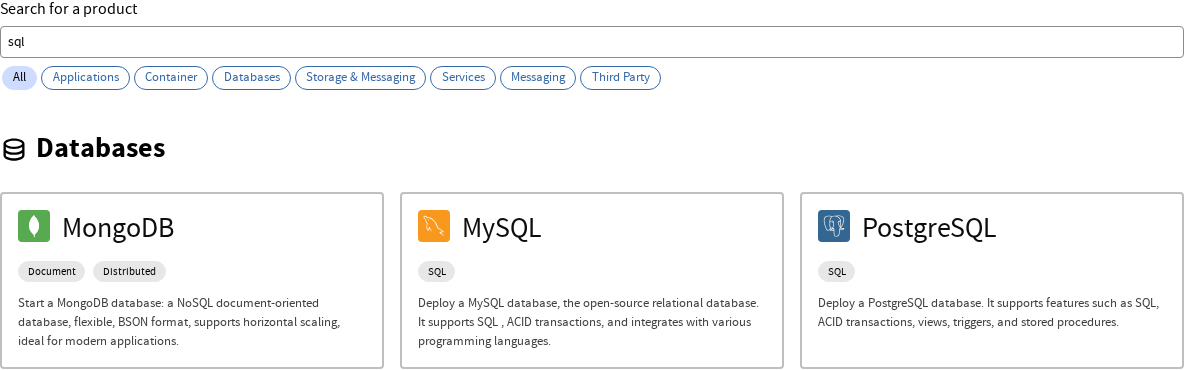 Search for a product
sql
All Applications Container Databases Storage & Messaging Services Messaging Third Party
Databases
MongoDB
Document Distributed
Start a MongoDB database: a NoSQL document-oriented
database, flexible, BSON format, supports horizontal scaling,
ideal for modern applications.
MySQL
SQL
Deploy a MySQL database, the open-source relational database.
It supports SQL , ACID transactions, and integrates with various
programming languages.
PostgreSQL
SQL
Deploy a PostgreSQL database. It supports features such as SQL,
ACID transactions, views, triggers, and stored procedures.